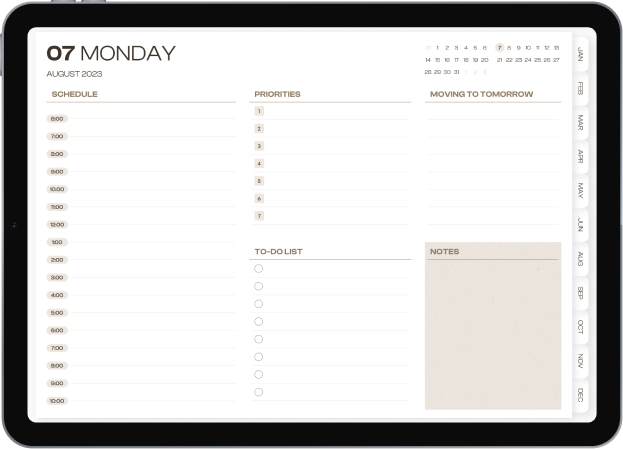 07 MONDAY
AUGUST 2023
1 2 3 4 5 6 7 8 9 10 11 12 13
14 15 16 17 18 19 20 21 22 23 24 25 26 27
28 29 30 31 1 2 3
SCHEDULE
6:00
7:00
8:00
9:00
10:00
11:00
12:00
1:00
2:00
3:00
4:00
5:00
6:00
7:00
8:00
9:00
10:00
PRIORITIES
1
2
3
4
5
6
7
TO-DO LIST
MOVING TO TOMORROW
NOTES
JAN
FEB
MAR
APR
MAY
JUN
AUG
SEP
OCT
NOV
DEC